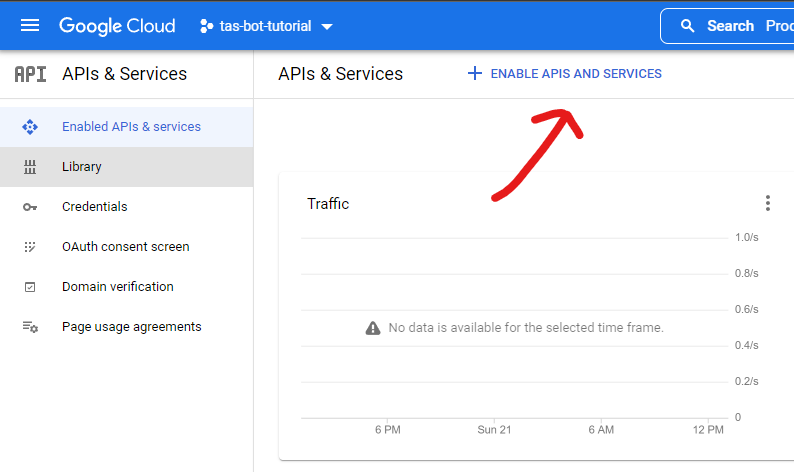 Google Cloud
tas-bot-tutorial
Search
Prod
API
APIs & Services
APIs & Services
+ ENABLE APIS AND SERVICES
Enabled APIs & services
Library
Credentials
OAuth consent screen
Domain verification
Page usage agreements
Traffic
1.0/s
0.8/s
0.6/s
No data is available for the selected time frame.
0.4/s
0.2/s
0
6 PM
Sun 21
6 AM
12 PM